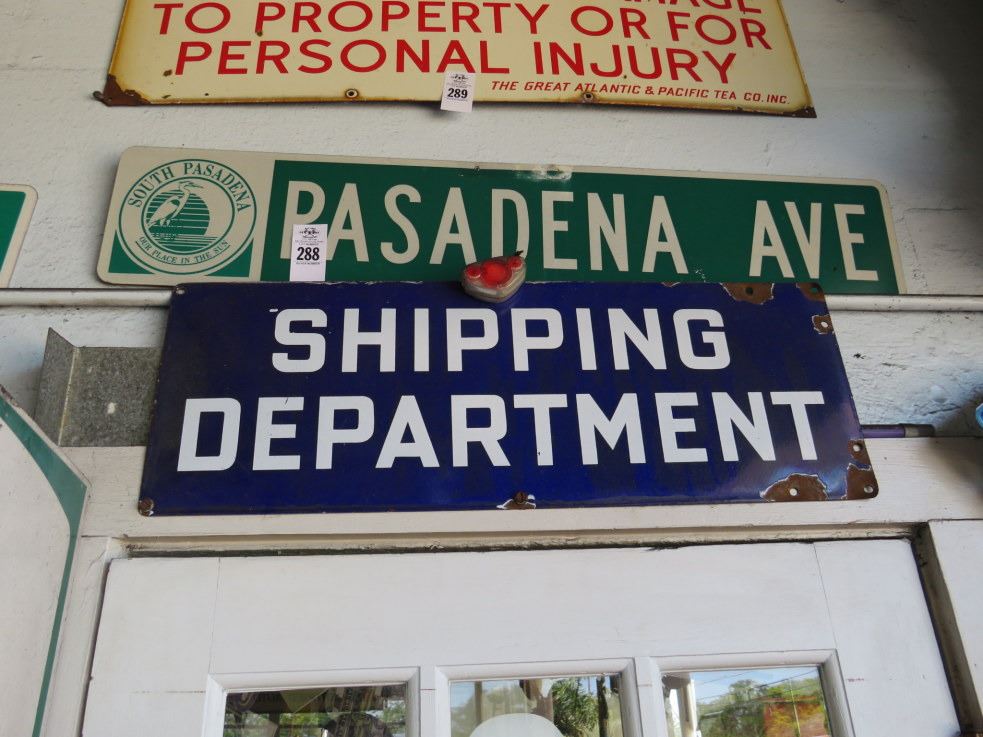 TO PROPERTY OR FOR
PERSONAL INJURY
THE GREAT ATLANTIC & PACIFIC TEA CO. INC.
289
SOUTH PASADENA
OUR PLACE IN THE SUN
PASADENA AVE
288
SHIPPING
DEPARTMENT